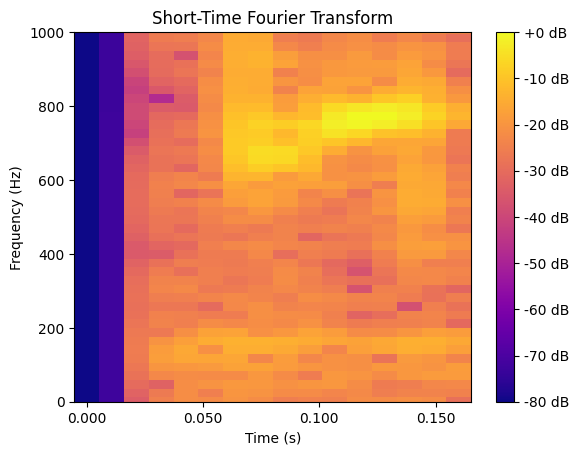 Short-Time Fourier Transform
1000
800
600
400
200
0
Frequency (Hz)
0.000
0.050
0.100
0.150
Time (s)
+0 dB
-10 dB
-20 dB
-30 dB
-40 dB
-50 dB
-60 dB
-70 dB
-80 dB